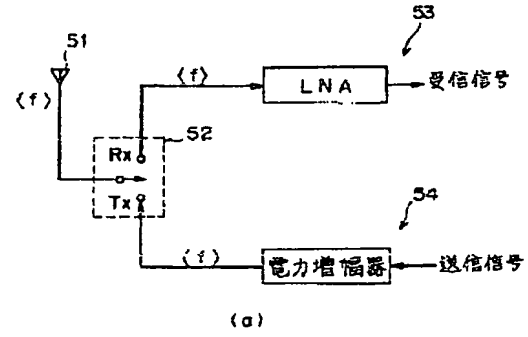 51
53
⟨f⟩
⟨f⟩
LNA
受信信号
52
Rx
Tx
54
⟨f⟩
電力増幅器
送信信号
(a)